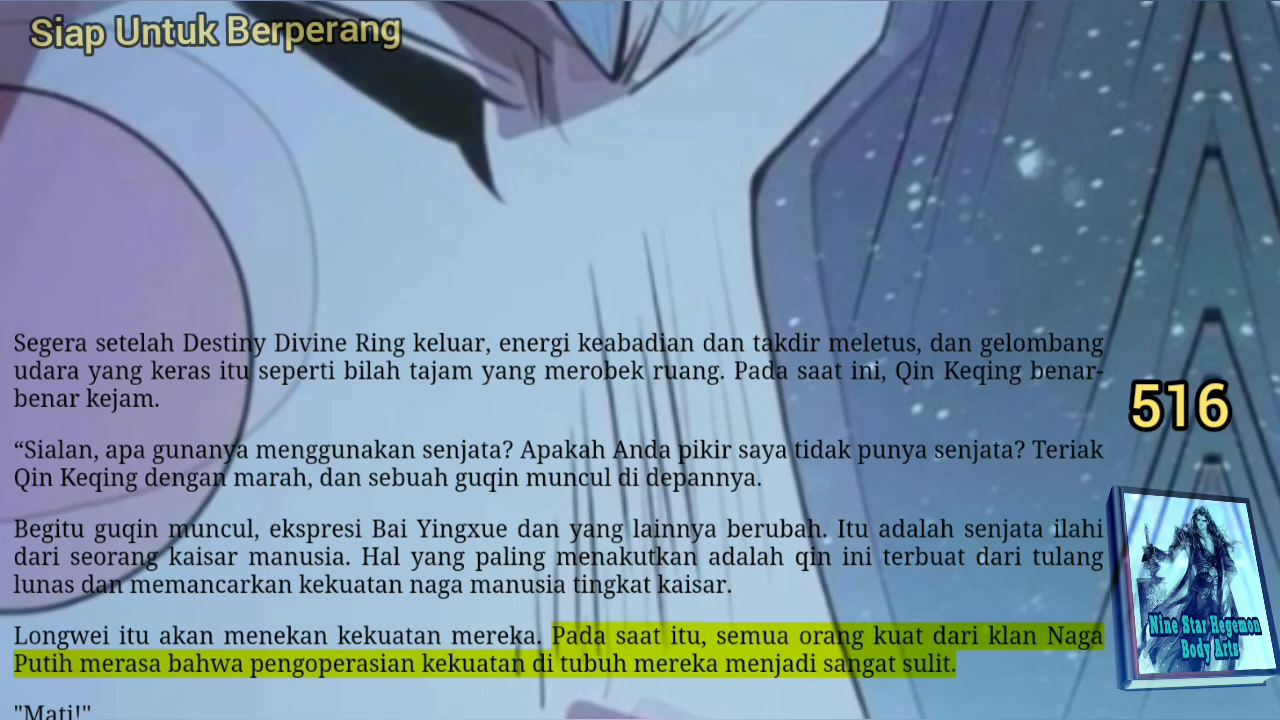 Siap Untuk Berperang
Segera setelah Destiny Divine Ring keluar, energi keabadian dan takdir meletus, dan gelombang
udara yang keras itu seperti bilah tajam yang merobek ruang. Pada saat ini, Qin Keqing benar-
benar kejam.
“Sialan, apa gunanya menggunakan senjata? Apakah Anda pikir saya tidak punya senjata? Teriak
Qin Keqing dengan marah, dan sebuah guqin muncul di depannya.
516
Begitu guqin muncul, ekspresi Bai Yingxue dan yang lainnya berubah. Itu adalah senjata ilahi
dari seorang kaisar manusia. Hal yang paling menakutkan adalah qin ini terbuat dari tulang
lunas dan memancarkan kekuatan naga manusia tingkat kaisar.
Longwei itu akan menekan kekuatan mereka. Pada saat itu, semua orang kuat dari klan Naga
Putih merasa bahwa pengoperasian kekuatan di tubuh mereka menjadi sangat sulit.
"Mati!"
Nine Star Hegemon
Body Arts